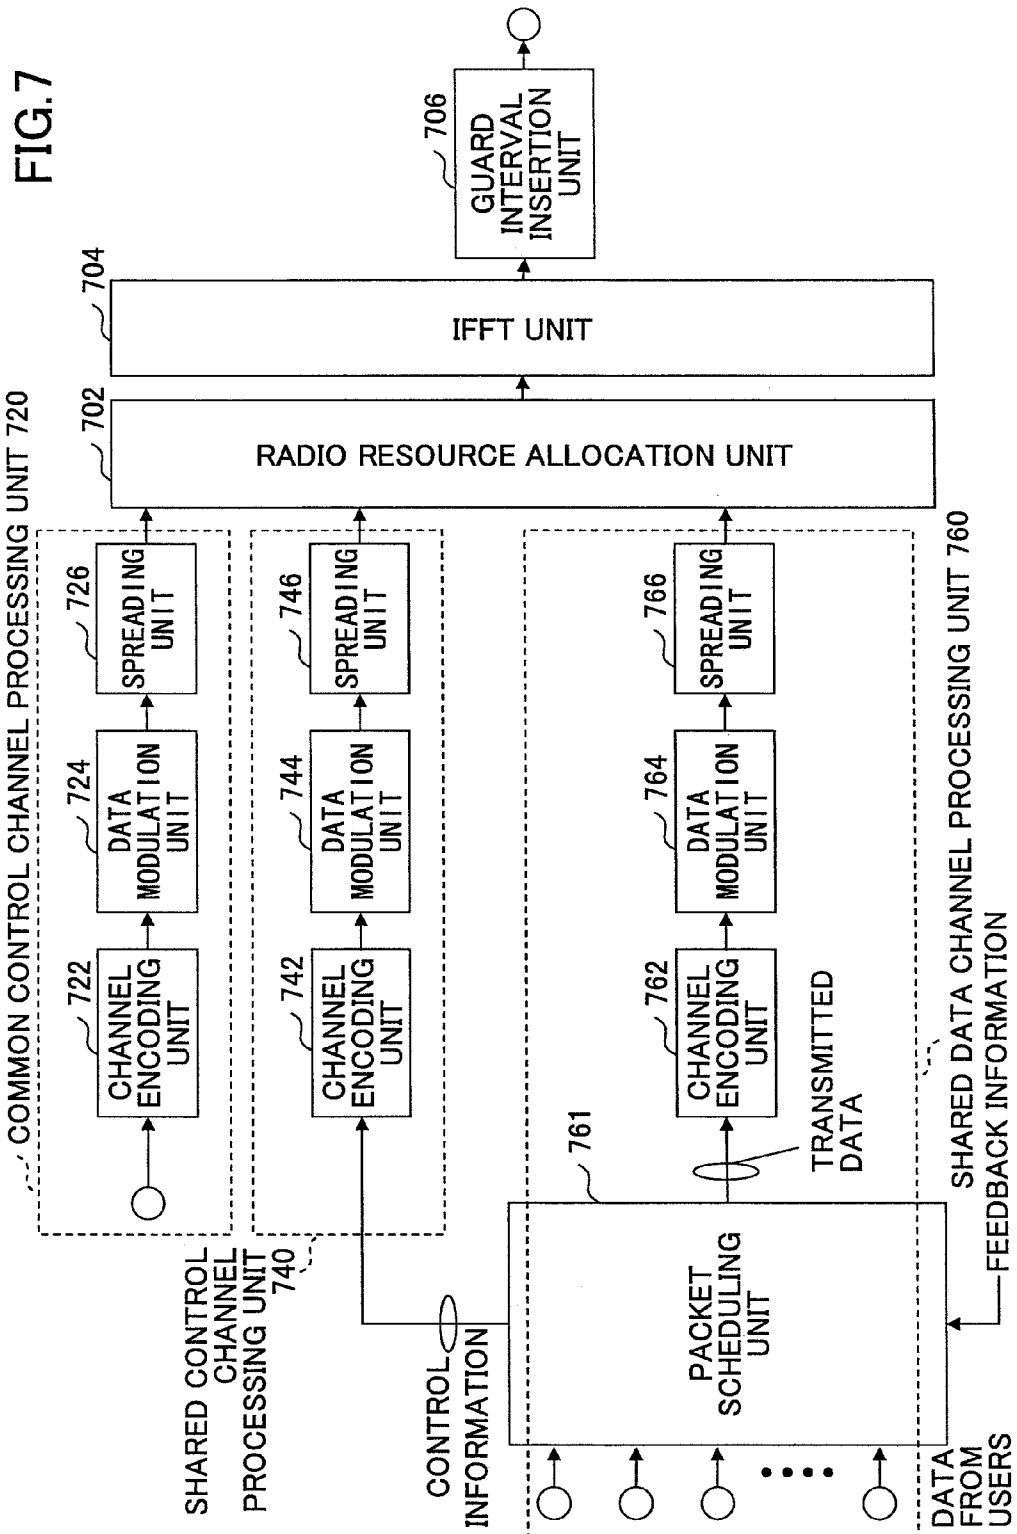 FIG.7
COMMON CONTROL CHANNEL PROCESSING UNIT 720
722
CHANNEL
ENCODING
UNIT
724
DATA
MODULATION
UNIT
726
SPREADING
UNIT
SHARED CONTROL
CHANNEL
PROCESSING UNIT
740
742
CHANNEL
ENCODING
UNIT
744
DATA
MODULATION
UNIT
746
SPREADING
UNIT
702
RADIO RESOURCE ALLOCATION UNIT
704
IFFT UNIT
706
GUARD
INTERVAL
INSERTION
UNIT
CONTROL
INFORMATION
761
PACKET
SCHEDULING
UNIT
TRANSMITTED
DATA
762
CHANNEL
ENCODING
UNIT
764
DATA
MODULATION
UNIT
766
SPREADING
UNIT
SHARED DATA CHANNEL PROCESSING UNIT 760
FEEDBACK INFORMATION
DATA
FROM
USERS